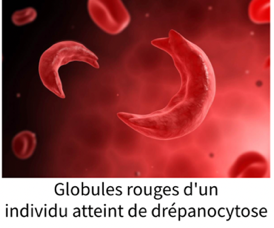 Globules rouges d'un
individu atteint de drépanocytose